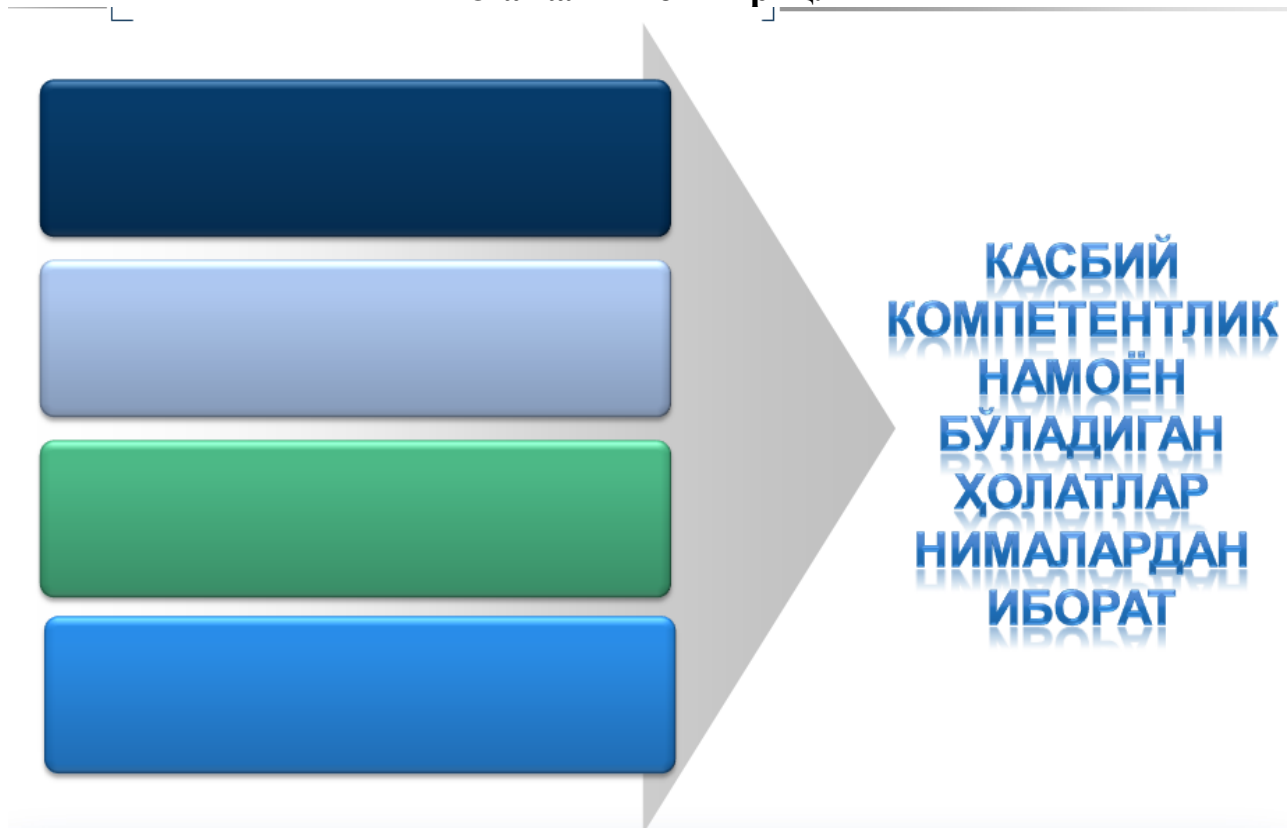 КАСБИЙ
КОМПЕТЕНТЛИК
НАМОЁН
БЎЛАДИГАН
ҲОЛАТЛАР
НИМАЛАРДАН
ИБОРАТ